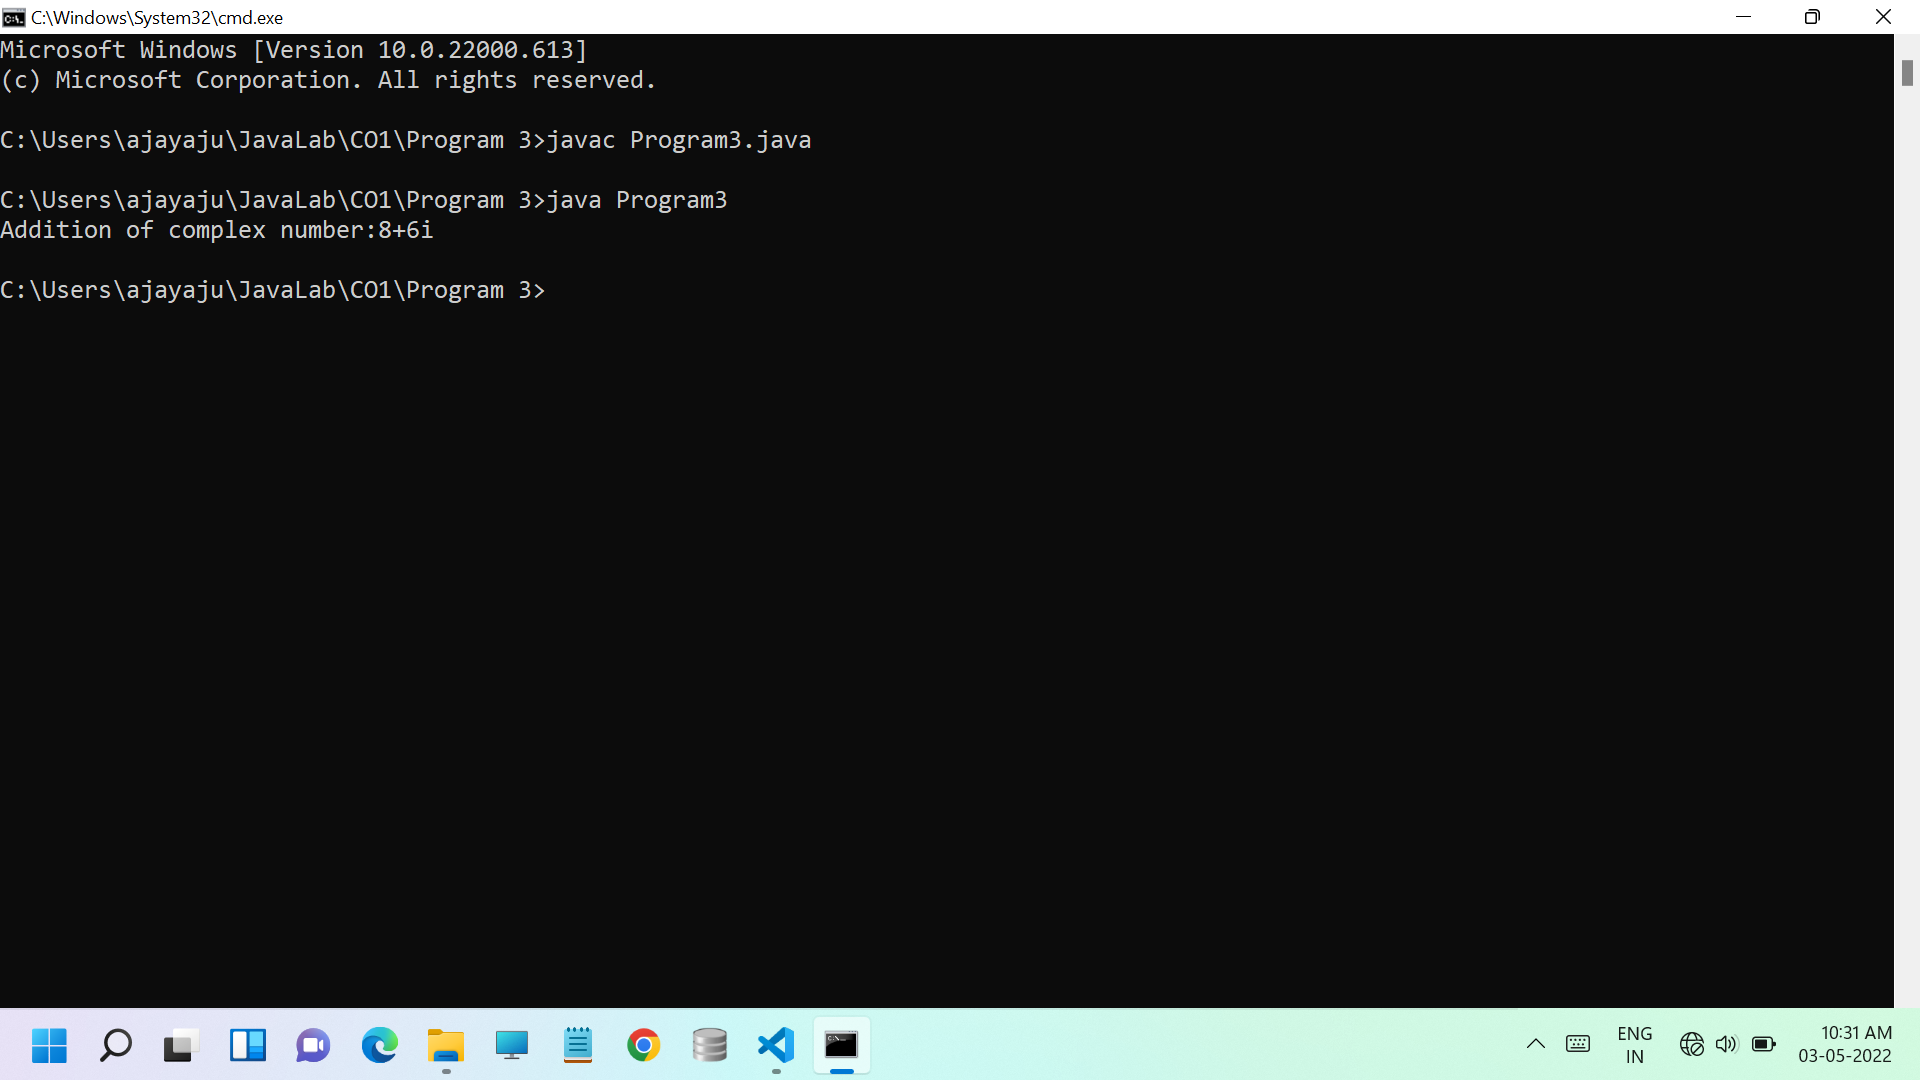 C:\Windows\System32\cmd.exe
Microsoft Windows [Version 10.0.22000.613]
(c) Microsoft Corporation. All rights reserved.
C:\Users\ajayaju\JavaLab\CO1\Program 3>javac Program3.java
C:\Users\ajayaju\JavaLab\CO1\Program 3>java Program3
Addition of complex number:8+6i
C:\Users\ajayaju\JavaLab\CO1\Program 3>
ENG
IN
10:31 AM
03-05-2022